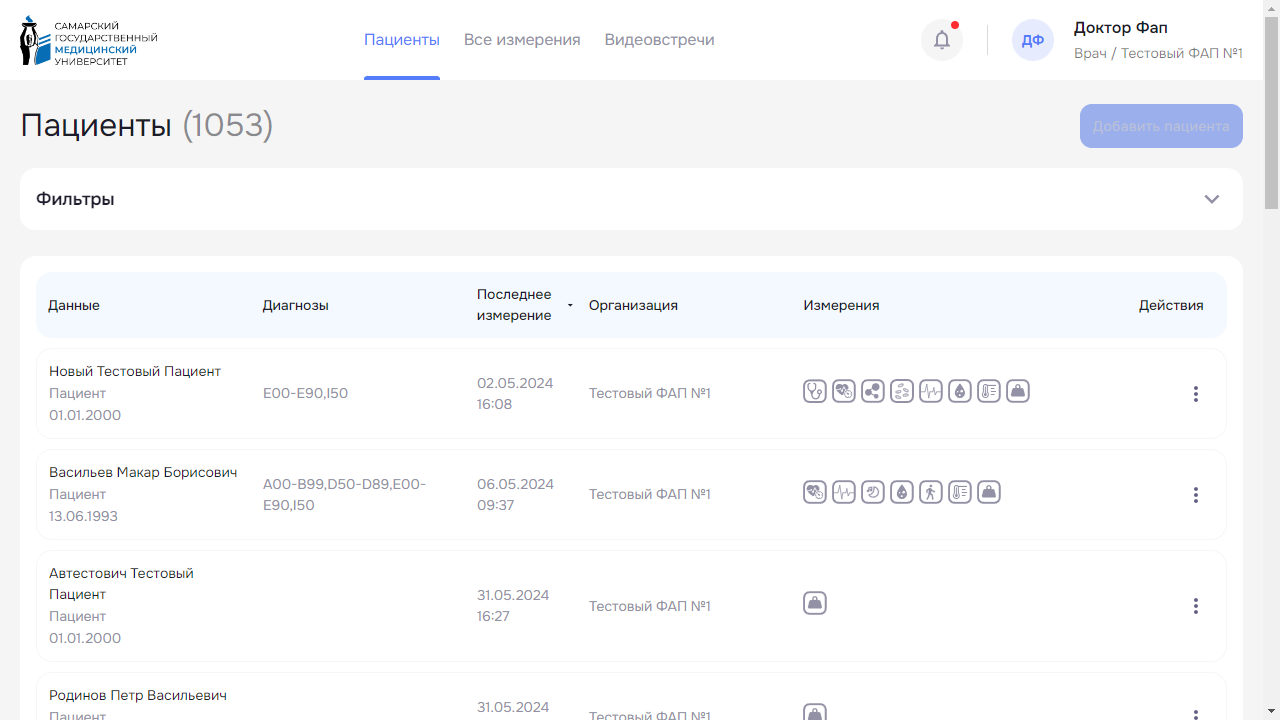 САМАРСКИЙ
ГОСУДАРСТВЕННЫЙ
МЕДИЦИНСКИЙ
УНИВЕРСИТЕТ
Пациенты
Все измерения
Видеовстречи
ДФ
Доктор Фап
Врач / Тестовый ФАП №1
Пациенты (1053)
Добавить пациента
Фильтры
Данные
Диагнозы
Последнее
измерение
Организация
Измерения
Действия
Новый Тестовый Пациент
Пациент
01.01.2000
E00-E90,I50
02.05.2024
16:08
Тестовый ФАП №1
Васильев Макар Борисович
Пациент
13.06.1993
A00-B99,D50-D89,E00-
E90,I50
06.05.2024
09:37
Тестовый ФАП №1
Автестович Тестовый
Пациент
Пациент
01.01.2000
31.05.2024
16:27
Тестовый ФАП №1
Родинов Петр Васильевич
Пациент
31.05.2024
Тестовый ФАП №1